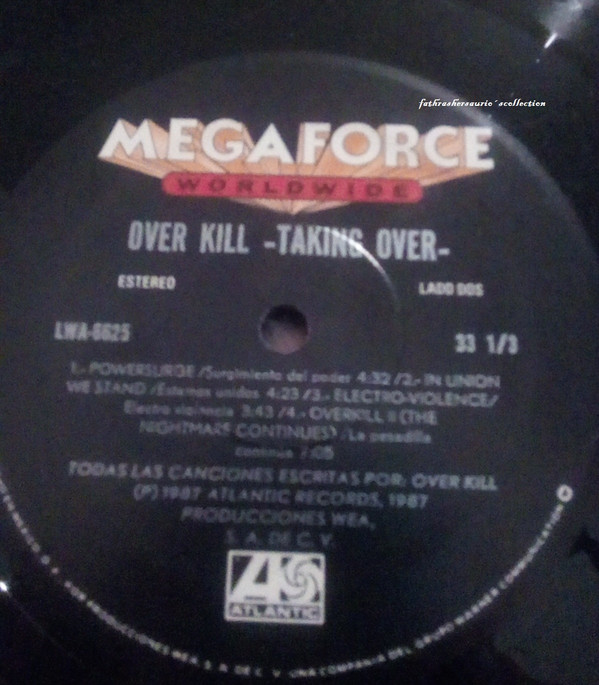 fathrashersaurio´scollection
MEGAFORCE
WORLDWIDE
OVER KILL -TAKING OVER-
ESTEREO
LADO DOS
LWA-6625
33 1/3
1.- POWERSURGE /Surgimiento del poder 4:32 /2.- IN UNION
WE STAND /Estamos unidos 4:23 /3.- ELECTRO-VIOLENCE/
Electro violencia 3:43 /4.- OVERKILL II (THE
NIGHTMARE CONTINUES) /La pesadilla
continua 7:05
TODAS LAS CANCIONES ESCRITAS POR: OVER KILL
(P) 1987 ATLANTIC RECORDS, 1987
PRODUCCIONES WEA,
S. A. DE C. V.
ATLANTIC
POR PRODUCCIONES WEA, S. A. DE C. V. UNA COMPAÑIA DEL GRUPO WARNER COMMUNICATION